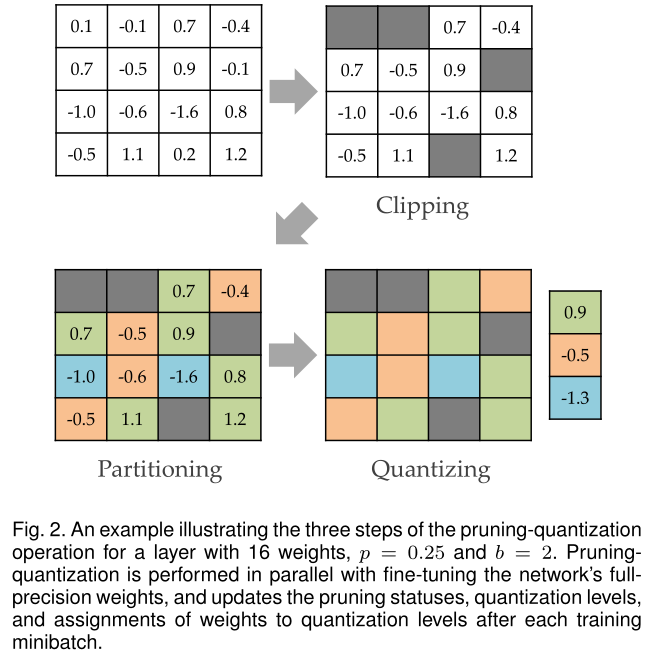 0.1 -0.1 0.7 -0.4
0.7 -0.5 0.9 -0.1
-1.0 -0.6 -1.6 0.8
-0.5 1.1 0.2 1.2
0.7 -0.4
0.7 -0.5 0.9
-1.0 -0.6 -1.6 0.8
-0.5 1.1 1.2
Clipping
0.7 -0.4
0.7 -0.5 0.9
-1.0 -0.6 -1.6 0.8
-0.5 1.1 1.2
Partitioning
Quantizing
0.9
-0.5
-1.3
Fig. 2. An example illustrating the three steps of the pruning-quantization
operation for a layer with 16 weights, p = 0.25 and b = 2. Pruning-
quantization is performed in parallel with fine-tuning the network's full-
precision weights, and updates the pruning statuses, quantization levels,
and assignments of weights to quantization levels after each training
minibatch.